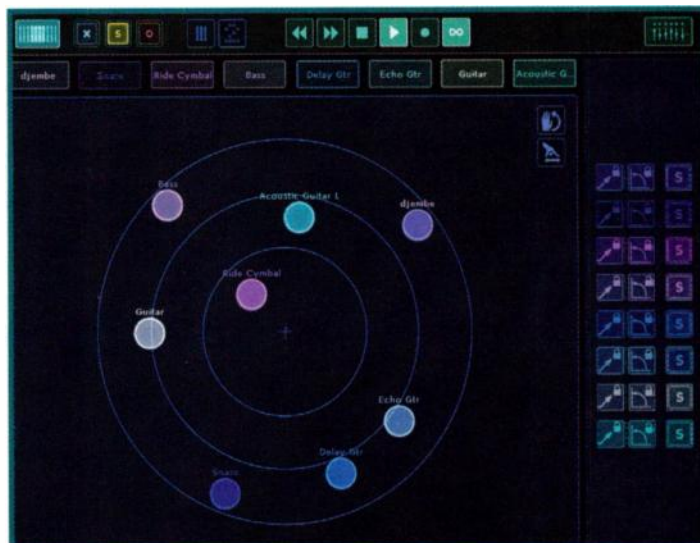 X S O
djembe Snare Ride Cymbal Bass Delay Gtr Echo Gtr Guitar Acoustic G...
Bass
Acoustic Guitar L
djembe
Ride Cymbal
Guitar
Echo Gtr
Delay Gtr
Snare
S
S
S
S
S
S
S
S